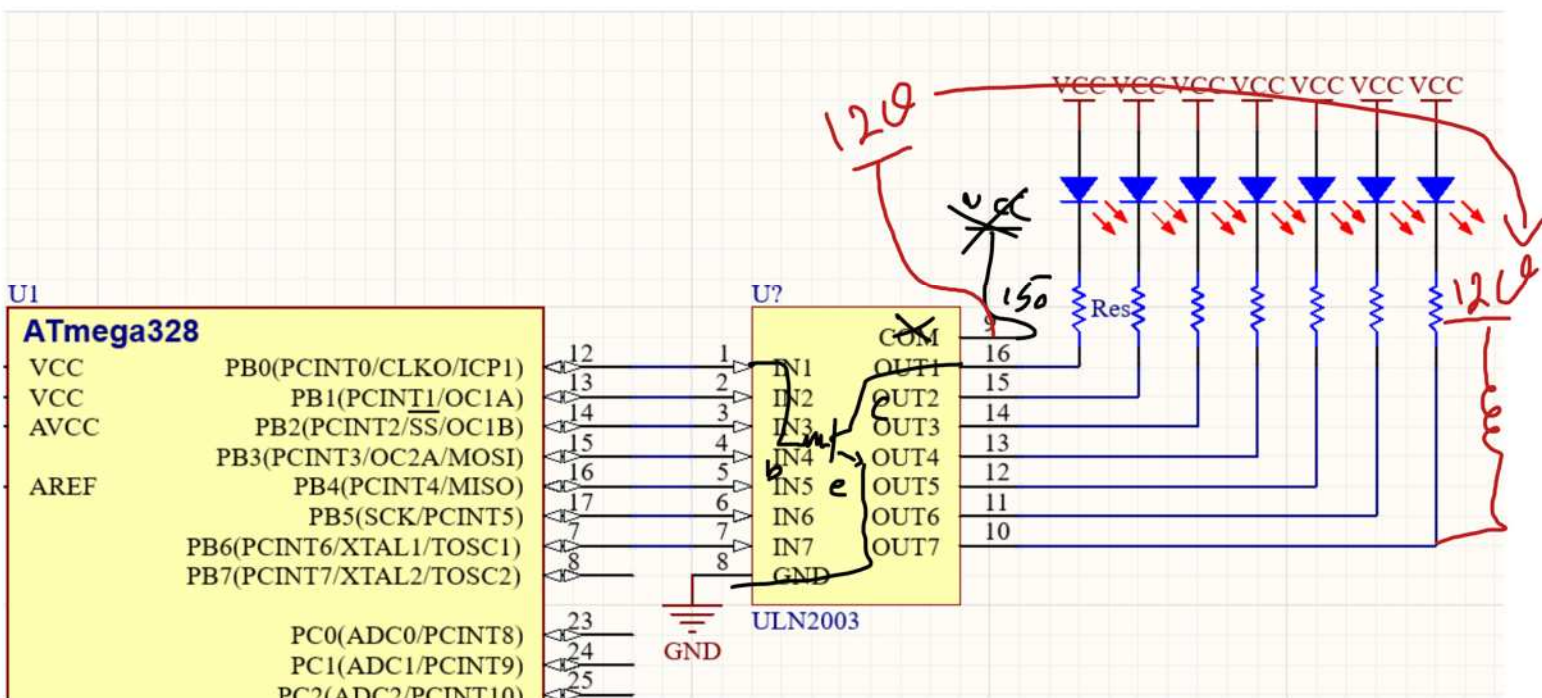 VCC VCC VCC VCC VCC VCC VCC
12v
vcc
12v
150
U1
U?
Res
ATmega328
COM
9
VCC
PB0(PCINT0/CLKO/ICP1)
12
1
IN1
OUT1
16
VCC
PB1(PCINT1/OC1A)
13
2
IN2
OUT2
15
c
AVCC
PB2(PCINT2/SS/OC1B)
14
3
IN3
OUT3
14
PB3(PCINT3/OC2A/MOSI)
15
4
IN4
OUT4
13
b
AREF
PB4(PCINT4/MISO)
16
5
IN5
e
OUT5
12
PB5(SCK/PCINT5)
17
6
IN6
OUT6
11
PB6(PCINT6/XTAL1/TOSC1)
7
7
IN7
OUT7
10
PB7(PCINT7/XTAL2/TOSC2)
8
8
GND
ULN2003
GND
PC0(ADC0/PCINT8)
23
PC1(ADC1/PCINT9)
24
PC2(ADC2/PCINT10)
25